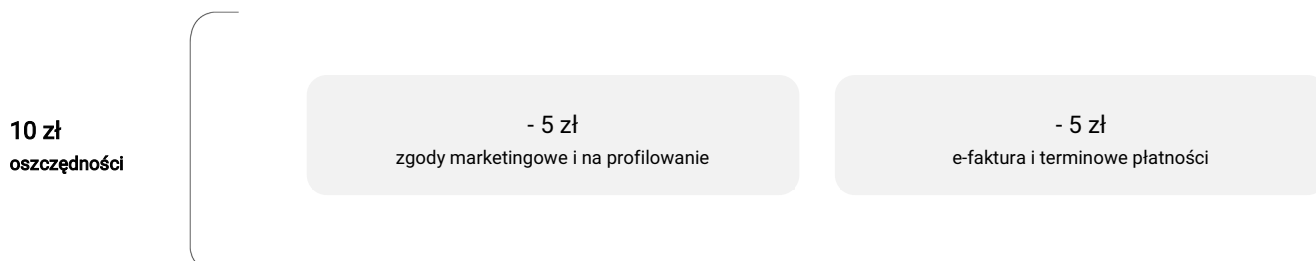 10 zł
oszczędności
- 5 zł
zgody marketingowe i na profilowanie
- 5 zł
e-faktura i terminowe płatności